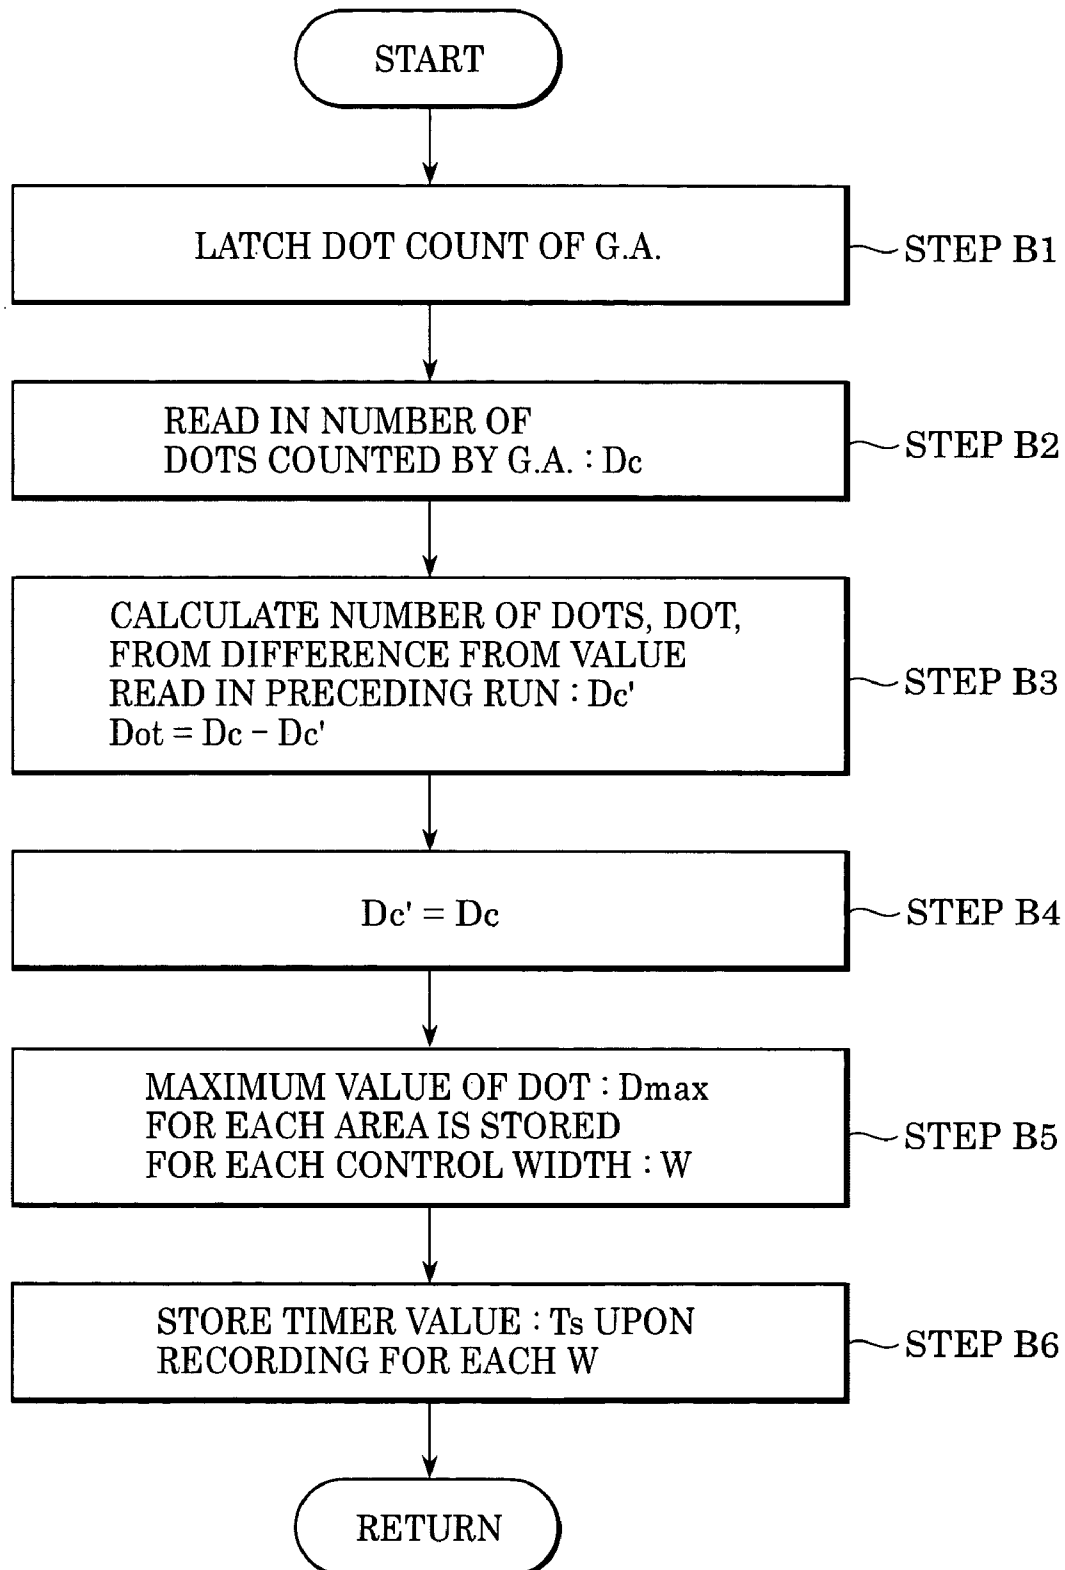 START
LATCH DOT COUNT OF G.A.
STEP B1
READ IN NUMBER OF
DOTS COUNTED BY G.A. : Dc
STEP B2
CALCULATE NUMBER OF DOTS, DOT,
FROM DIFFERENCE FROM VALUE
READ IN PRECEDING RUN : Dc'
Dot = Dc – Dc'
STEP B3
Dc' = Dc
STEP B4
MAXIMUM VALUE OF DOT : Dmax
FOR EACH AREA IS STORED
FOR EACH CONTROL WIDTH : W
STEP B5
STORE TIMER VALUE : Ts UPON
RECORDING FOR EACH W
STEP B6
RETURN